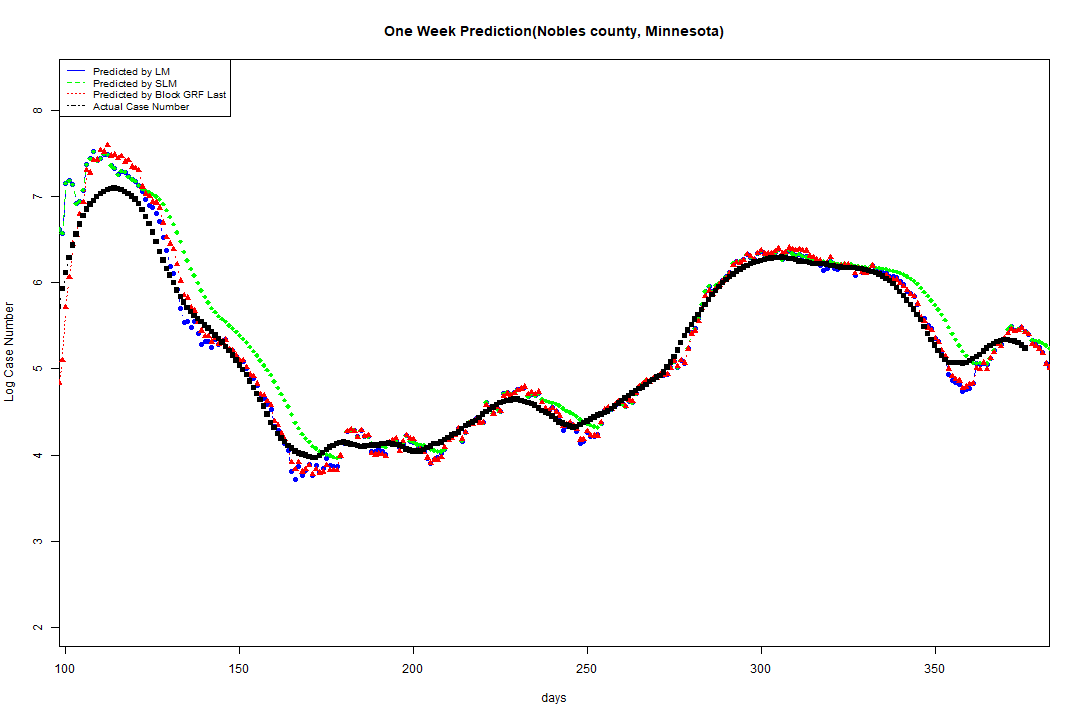 One Week Prediction(Nobles county, Minnesota)
Predicted by LM
Predicted by SLM
Predicted by Block GRF Last
Actual Case Number
8
7
6
5
4
3
2
Log Case Number
100 150 200 250 300 350
days